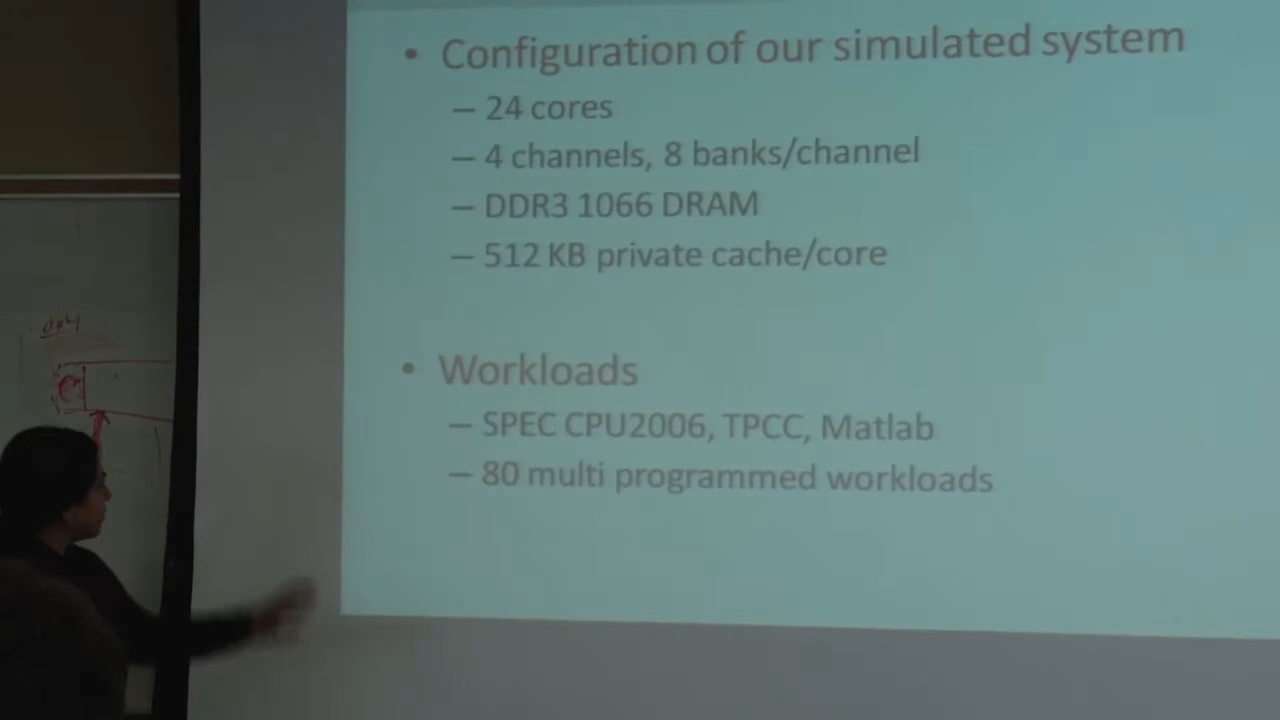 • Configuration of our simulated system
– 24 cores
– 4 channels, 8 banks/channel
– DDR3 1066 DRAM
– 512 KB private cache/core
• Workloads
– SPEC CPU2006, TPCC, Matlab
– 80 multi programmed workloads